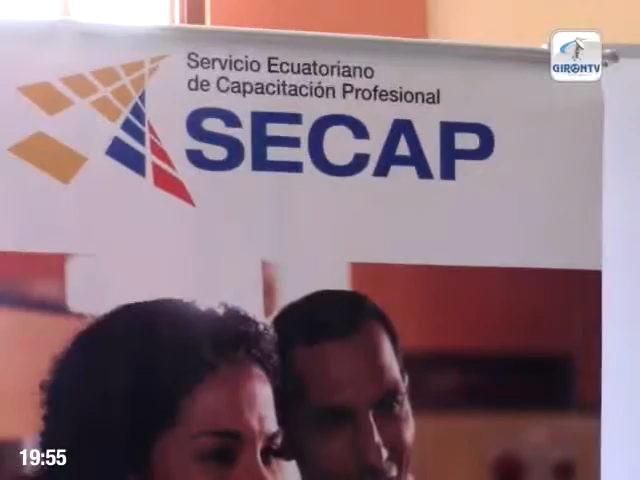 Servicio Ecuatoriano
de Capacitación Profesional
SECAP
GIRONTV
19:55